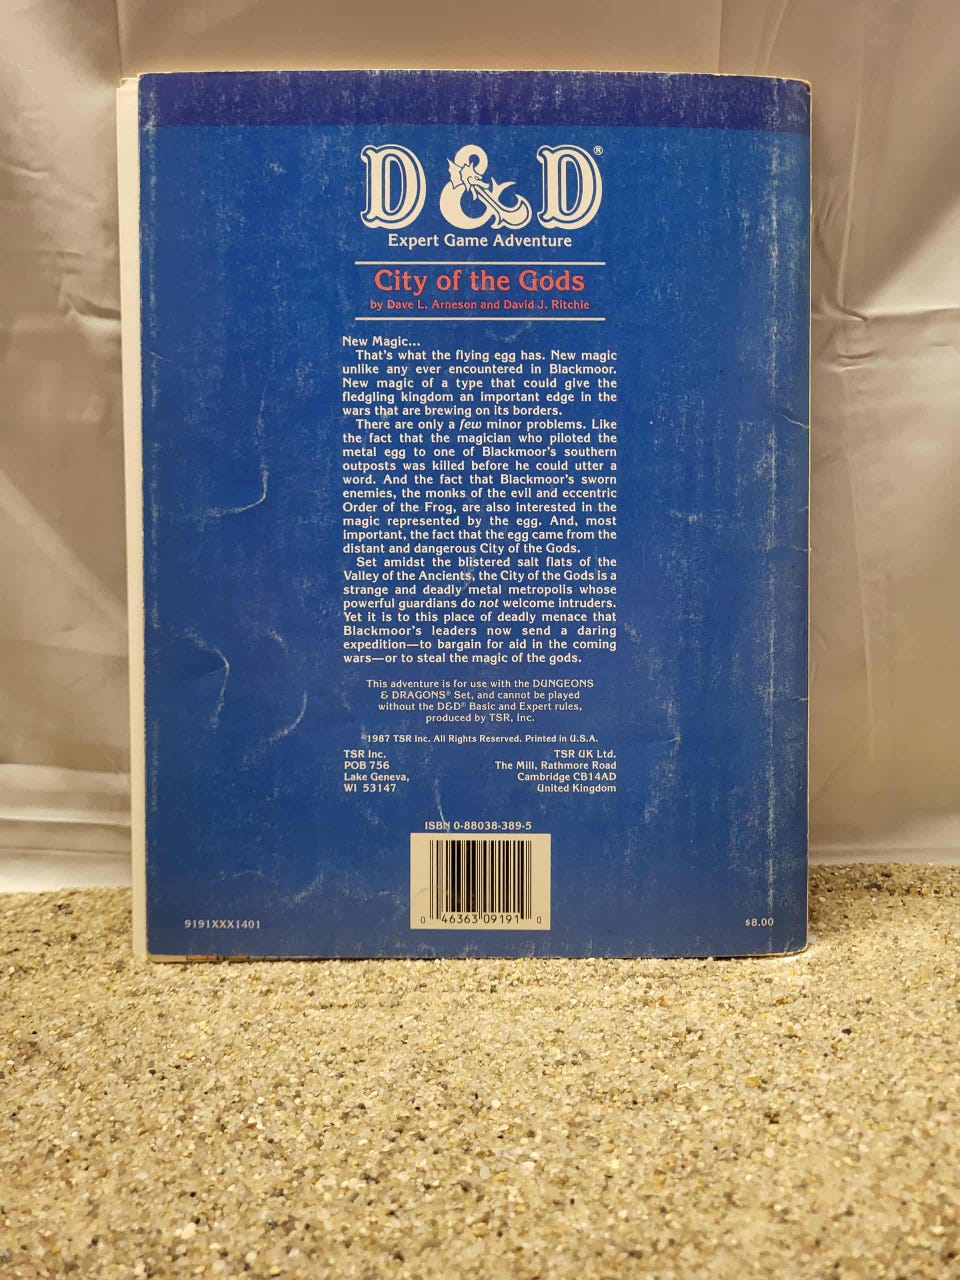 D&D®
Expert Game Adventure
City of the Gods
by Dave L. Arneson and David J. Ritchie
New Magic...
That's what the flying egg has. New magic
unlike any ever encountered in Blackmoor.
New magic of a type that could give the
fledgling kingdom an important edge in the
wars that are brewing on its borders.
There are only a few minor problems. Like
the fact that the magician who piloted the
metal egg to one of Blackmoor's southern
outposts was killed before he could utter a
word. And the fact that Blackmoor's sworn
enemies, the monks of the evil and eccentric
Order of the Frog, are also interested in the
magic represented by the egg. And, most
important, the fact that the egg came from the
distant and dangerous City of the Gods.
Set amidst the blistered salt flats of the
Valley of the Ancients, the City of the Gods is a
strange and deadly metal metropolis whose
powerful guardians do not welcome intruders.
Yet it is to this place of deadly menace that
Blackmoor's leaders now send a daring
expedition—to bargain for aid in the coming
wars—or to steal the magic of the gods.
This adventure is for use with the DUNGEONS
& DRAGONS® Set, and cannot be played
without the D&D® Basic and Expert rules,
produced by TSR, Inc.
©1987 TSR Inc. All Rights Reserved. Printed in U.S.A.
TSR Inc.
POB 756
Lake Geneva,
WI 53147
TSR UK Ltd.
The Mill, Rathmore Road
Cambridge CB14AD
United Kingdom
ISBN 0-88038-389-5
0 46363 09191 0
9191XXX1401
$8.00